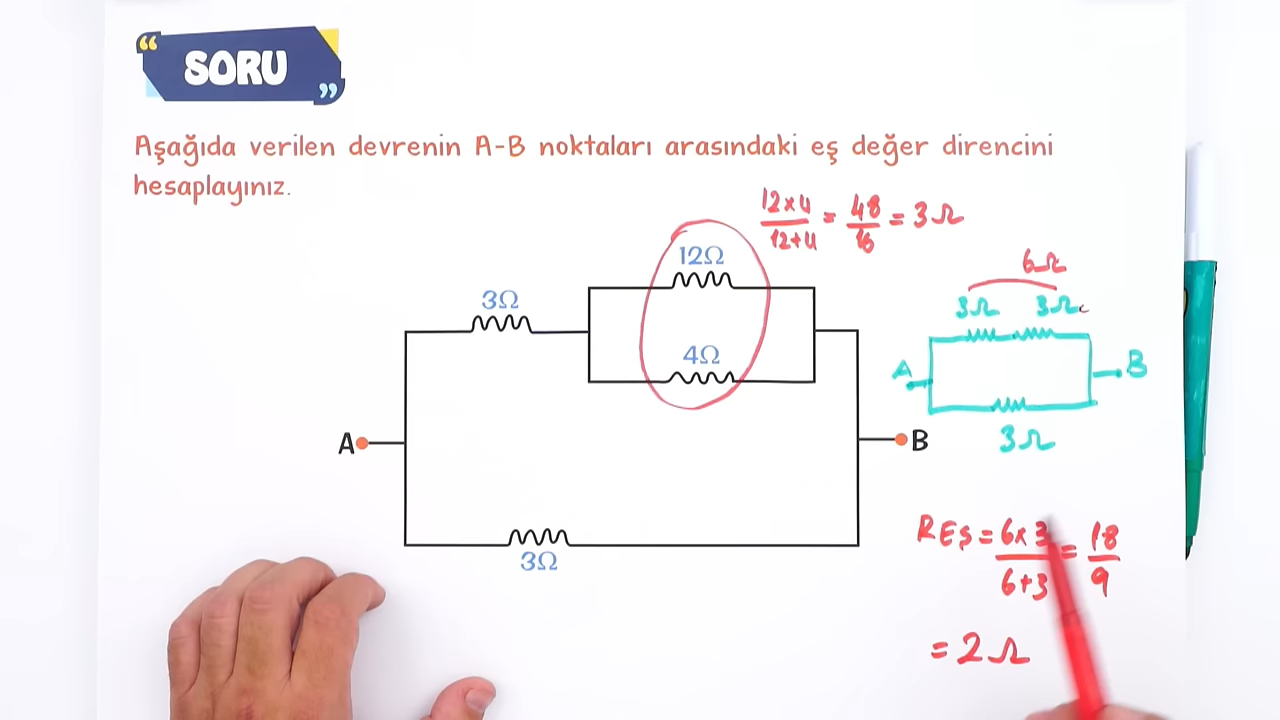 “ SORU ”
Aşağıda verilen devrenin A-B noktaları arasındaki eş değer direncini
hesaplayınız.
12x4 / 12+4 = 48 / 16 = 3Ω
12Ω
6Ω
3Ω
3Ω 3Ω
4Ω
A B
3Ω
A B
3Ω
REŞ = 6x3 / 6+3 = 18 / 9
= 2Ω